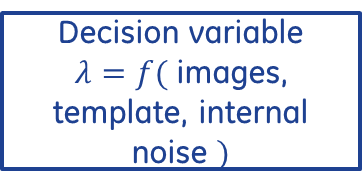 Decision variable
λ = f( images,
template, internal
noise )